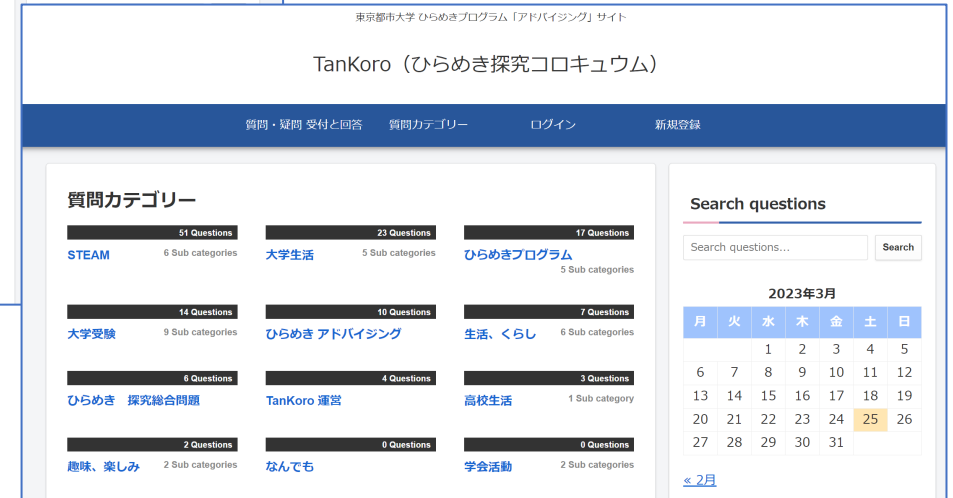 東京都市大学 ひらめきプログラム「アドバイジング」サイト
TanKoro（ひらめき探究コロキュウム）
質問・疑問 受付と回答 質問カテゴリー ログイン 新規登録
質問カテゴリー
51 Questions 23 Questions 17 Questions
STEAM 6 Sub categories 大学生活 5 Sub categories ひらめきプログラム
5 Sub categories
14 Questions 10 Questions 7 Questions
大学受験 9 Sub categories ひらめき アドバイジング 生活、くらし 6 Sub categories
6 Questions 4 Questions 3 Questions
ひらめき　探究総合問題 TanKoro 運営 高校生活 1 Sub category
2 Questions 0 Questions 0 Questions
趣味、楽しみ 2 Sub categories なんでも 学会活動 2 Sub categories
Search questions
Search questions... Search
2023年3月
月 火 水 木 金 土 日
1 2 3 4 5
6 7 8 9 10 11 12
13 14 15 16 17 18 19
20 21 22 23 24 25 26
27 28 29 30 31
« 2月